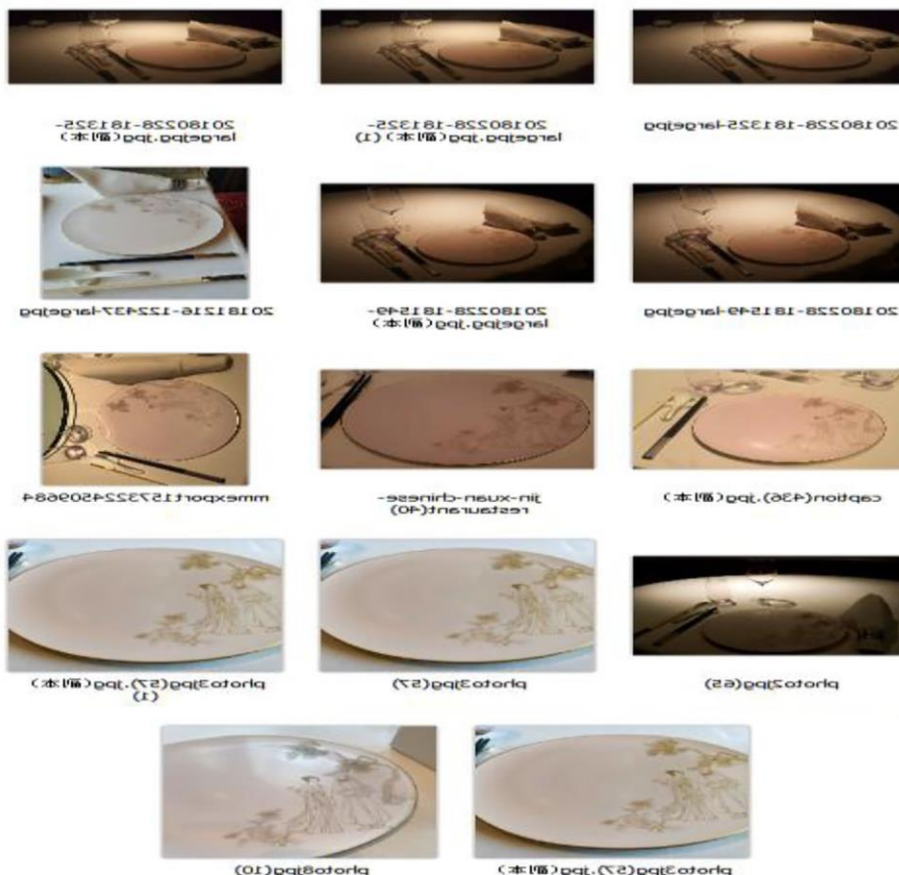 20180228-181325-largejpg
20180228-181325-
largejpg.jpg(副本) (1)
20180228-181325-
largejpg.jpg(副本)
20180228-181549-largejpg
20180228-181549-
largejpg.jpg(副本)
20181216-122437-largejpg
caption(436).jpg(副本)
jin-xuan-chinese-
restaurant(40)
mmexport1573224509684
photo2jpg(65)
photo3jpg(57)
photo3jpg(57).jpg(副本)
(1)
photo3jpg(57).jpg(副本)
photo8jpg(10)